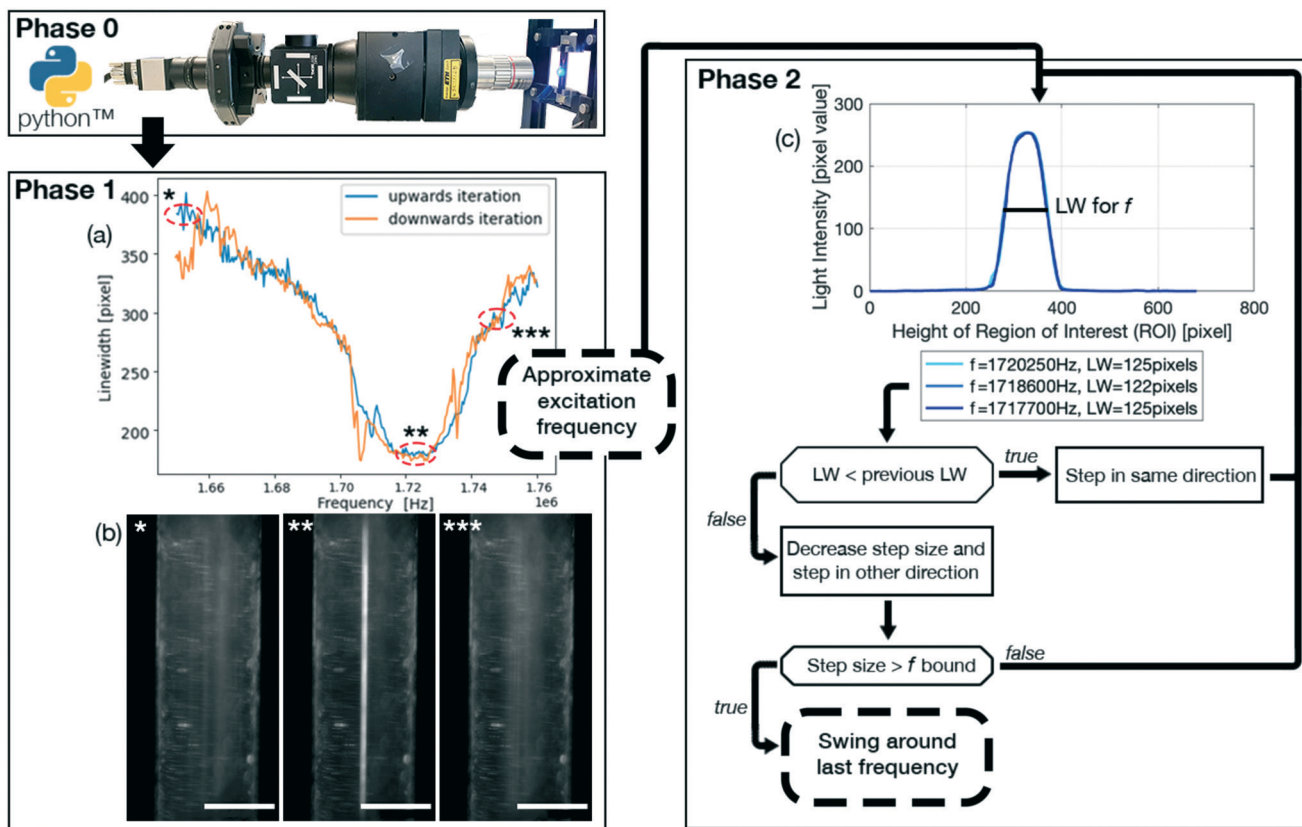 Phase 0
python™
Phase 1
(a)
Linewidth [pixel]
400
350
300
250
200
upwards iteration
downwards iteration
*
**
***
1.66
1.68
1.70
1.72
1.74
1.76
1e6
Frequency [Hz]
Approximate
excitation
frequency
(b)
*
**
***
Phase 2
(c)
Light Intensity [pixel value]
300
200
100
0
LW for f
0
200
400
600
800
Height of Region of Interest (ROI) [pixel]
f=1720250Hz, LW=125pixels
f=1718600Hz, LW=122pixels
f=1717700Hz, LW=125pixels
LW < previous LW
true
Step in same direction
false
Decrease step size and
step in other direction
Step size > f bound
false
true
Swing around
last frequency